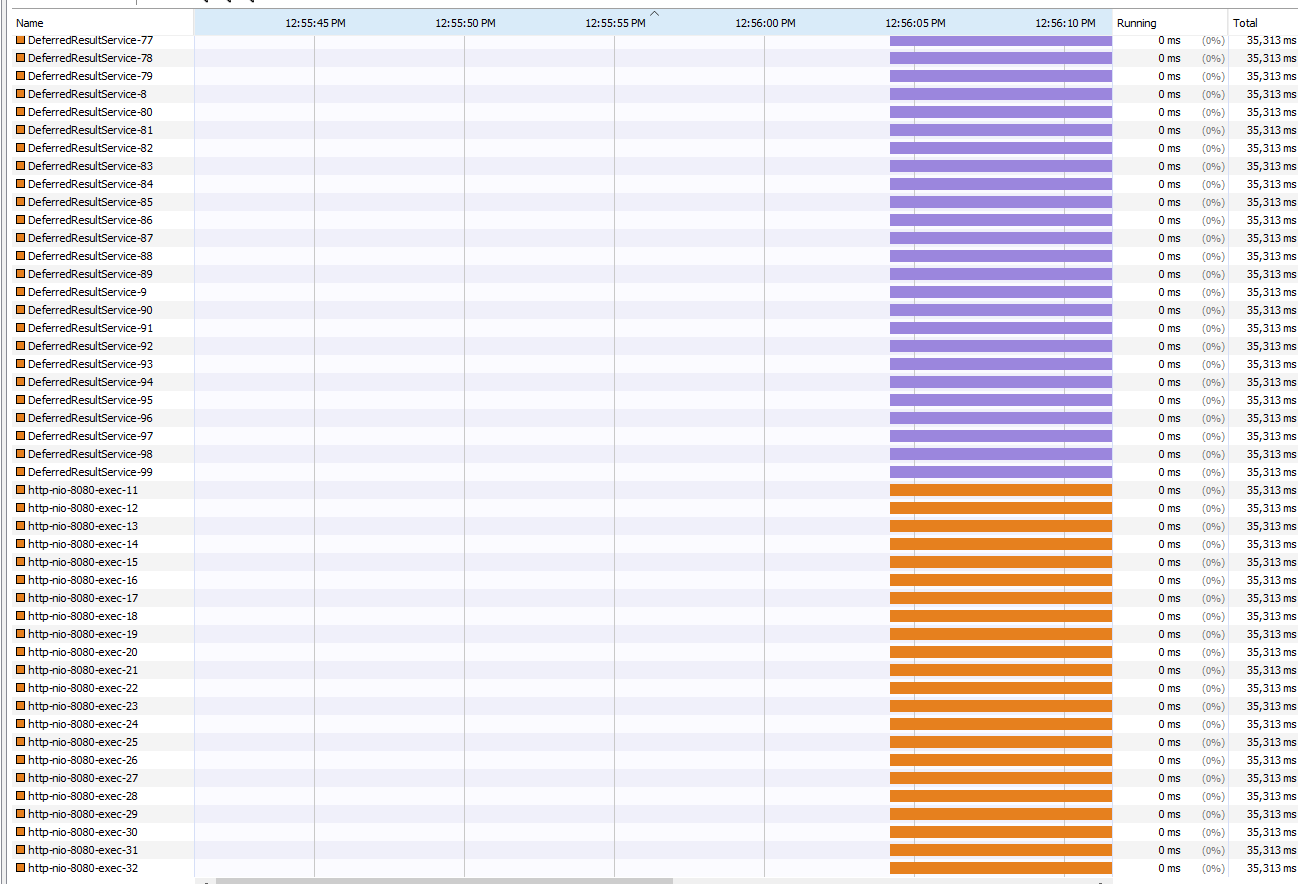 Name 12:55:45 PM 12:55:50 PM 12:55:55 PM 12:56:00 PM 12:56:05 PM 12:56:10 PM Running Total
DeferredResultService-77 0 ms (0%) 35,313 ms
DeferredResultService-78 0 ms (0%) 35,313 ms
DeferredResultService-79 0 ms (0%) 35,313 ms
DeferredResultService-8 0 ms (0%) 35,313 ms
DeferredResultService-80 0 ms (0%) 35,313 ms
DeferredResultService-81 0 ms (0%) 35,313 ms
DeferredResultService-82 0 ms (0%) 35,313 ms
DeferredResultService-83 0 ms (0%) 35,313 ms
DeferredResultService-84 0 ms (0%) 35,313 ms
DeferredResultService-85 0 ms (0%) 35,313 ms
DeferredResultService-86 0 ms (0%) 35,313 ms
DeferredResultService-87 0 ms (0%) 35,313 ms
DeferredResultService-88 0 ms (0%) 35,313 ms
DeferredResultService-89 0 ms (0%) 35,313 ms
DeferredResultService-9 0 ms (0%) 35,313 ms
DeferredResultService-90 0 ms (0%) 35,313 ms
DeferredResultService-91 0 ms (0%) 35,313 ms
DeferredResultService-92 0 ms (0%) 35,313 ms
DeferredResultService-93 0 ms (0%) 35,313 ms
DeferredResultService-94 0 ms (0%) 35,313 ms
DeferredResultService-95 0 ms (0%) 35,313 ms
DeferredResultService-96 0 ms (0%) 35,313 ms
DeferredResultService-97 0 ms (0%) 35,313 ms
DeferredResultService-98 0 ms (0%) 35,313 ms
DeferredResultService-99 0 ms (0%) 35,313 ms
http-nio-8080-exec-11 0 ms (0%) 35,313 ms
http-nio-8080-exec-12 0 ms (0%) 35,313 ms
http-nio-8080-exec-13 0 ms (0%) 35,313 ms
http-nio-8080-exec-14 0 ms (0%) 35,313 ms
http-nio-8080-exec-15 0 ms (0%) 35,313 ms
http-nio-8080-exec-16 0 ms (0%) 35,313 ms
http-nio-8080-exec-17 0 ms (0%) 35,313 ms
http-nio-8080-exec-18 0 ms (0%) 35,313 ms
http-nio-8080-exec-19 0 ms (0%) 35,313 ms
http-nio-8080-exec-20 0 ms (0%) 35,313 ms
http-nio-8080-exec-21 0 ms (0%) 35,313 ms
http-nio-8080-exec-22 0 ms (0%) 35,313 ms
http-nio-8080-exec-23 0 ms (0%) 35,313 ms
http-nio-8080-exec-24 0 ms (0%) 35,313 ms
http-nio-8080-exec-25 0 ms (0%) 35,313 ms
http-nio-8080-exec-26 0 ms (0%) 35,313 ms
http-nio-8080-exec-27 0 ms (0%) 35,313 ms
http-nio-8080-exec-28 0 ms (0%) 35,313 ms
http-nio-8080-exec-29 0 ms (0%) 35,313 ms
http-nio-8080-exec-30 0 ms (0%) 35,313 ms
http-nio-8080-exec-31 0 ms (0%) 35,313 ms
http-nio-8080-exec-32 0 ms (0%) 35,313 ms